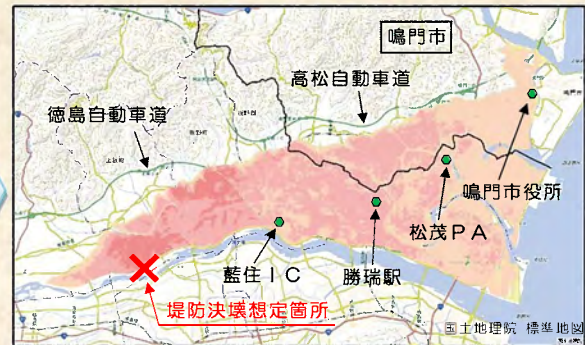 鳴門市
高松自動車道
徳島自動車道
鳴門市役所
松茂ＰＡ
藍住ＩＣ
勝瑞駅
堤防決壊想定箇所
国土地理院 標準地図